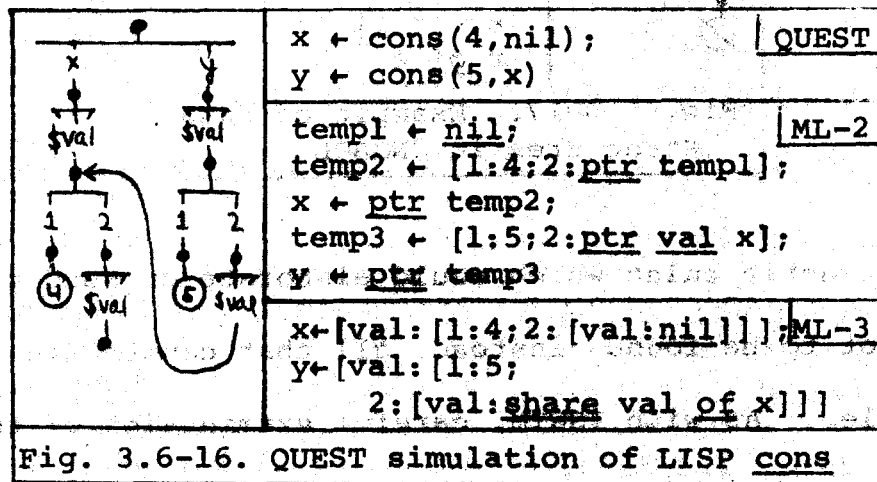 x y
$val $val
1 2 1 2
4 $val 5 $val
x ← cons(4,nil); QUEST
y ← cons(5,x)
temp1 ← nil; ML-2
temp2 ← [1:4;2:ptr temp1];
x ← ptr temp2;
temp3 ← [1:5;2:ptr val x];
y ← ptr temp3
x←[val:[1:4;2:[val:nil]]]; ML-3
y←[val:[1:5;
2:[val:share val of x]]]
Fig. 3.6-16. QUEST simulation of LISP cons